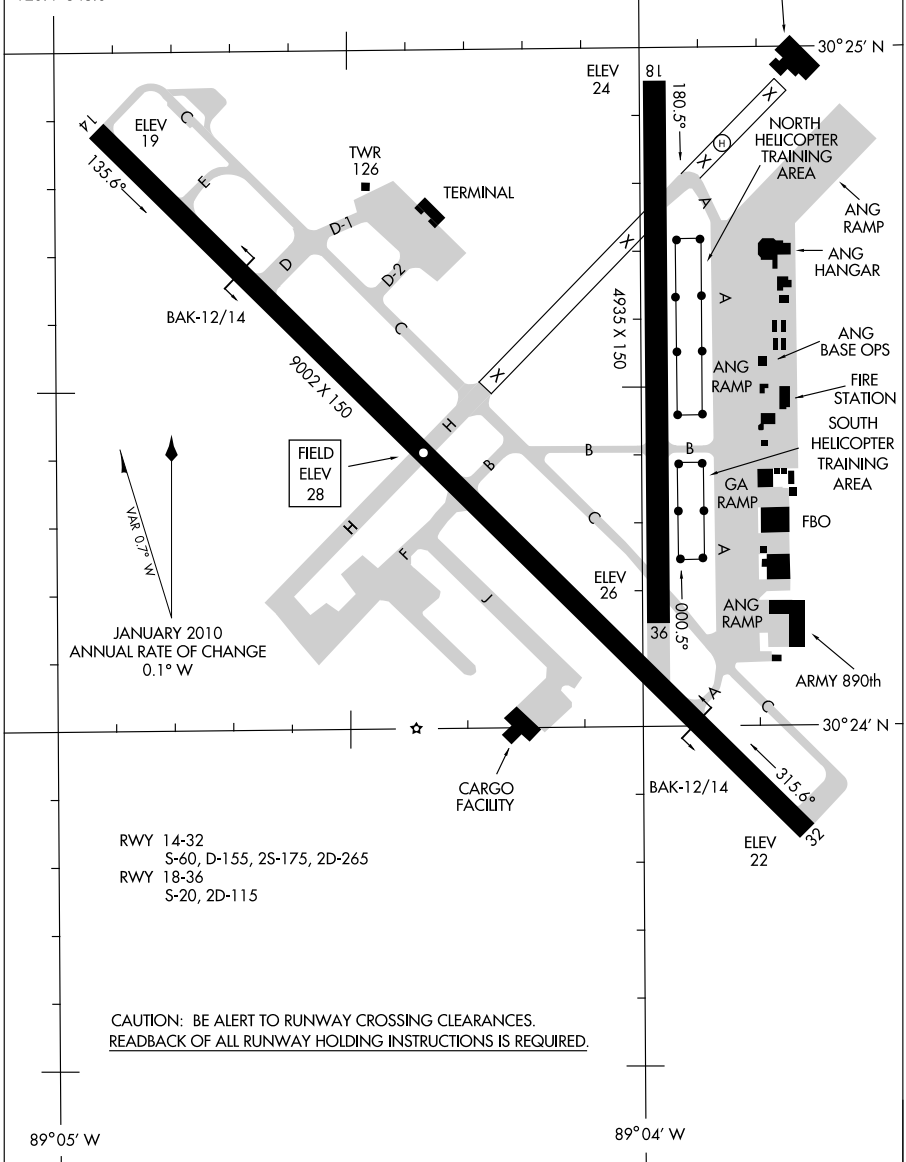 30°25' N
ELEV
24
18
180.5°
X
H
X
NORTH
HELICOPTER
TRAINING
AREA
14
ELEV
19
C
135.6°
E
TWR
126
TERMINAL
A
ANG
RAMP
D-1
X
ANG
HANGAR
D
D-2
A
4935 X 150
BAK-12/14
C
ANG
BASE OPS
ANG
RAMP
9002 X 150
X
FIRE
STATION
H
SOUTH
HELICOPTER
TRAINING
AREA
FIELD
ELEV
28
B
B
B
GA
RAMP
VAR 0.7° W
H
C
FBO
F
A
ELEV
26
000.5°
J
ANG
RAMP
36
JANUARY 2010
ANNUAL RATE OF CHANGE
0.1° W
ARMY 890th
A
C
30°24' N
CARGO
FACILITY
BAK-12/14
315.6°
32
ELEV
22
RWY 14-32
S-60, D-155, 2S-175, 2D-265
RWY 18-36
S-20, 2D-115
CAUTION: BE ALERT TO RUNWAY CROSSING CLEARANCES.
READBACK OF ALL RUNWAY HOLDING INSTRUCTIONS IS REQUIRED.
89°05' W
89°04' W